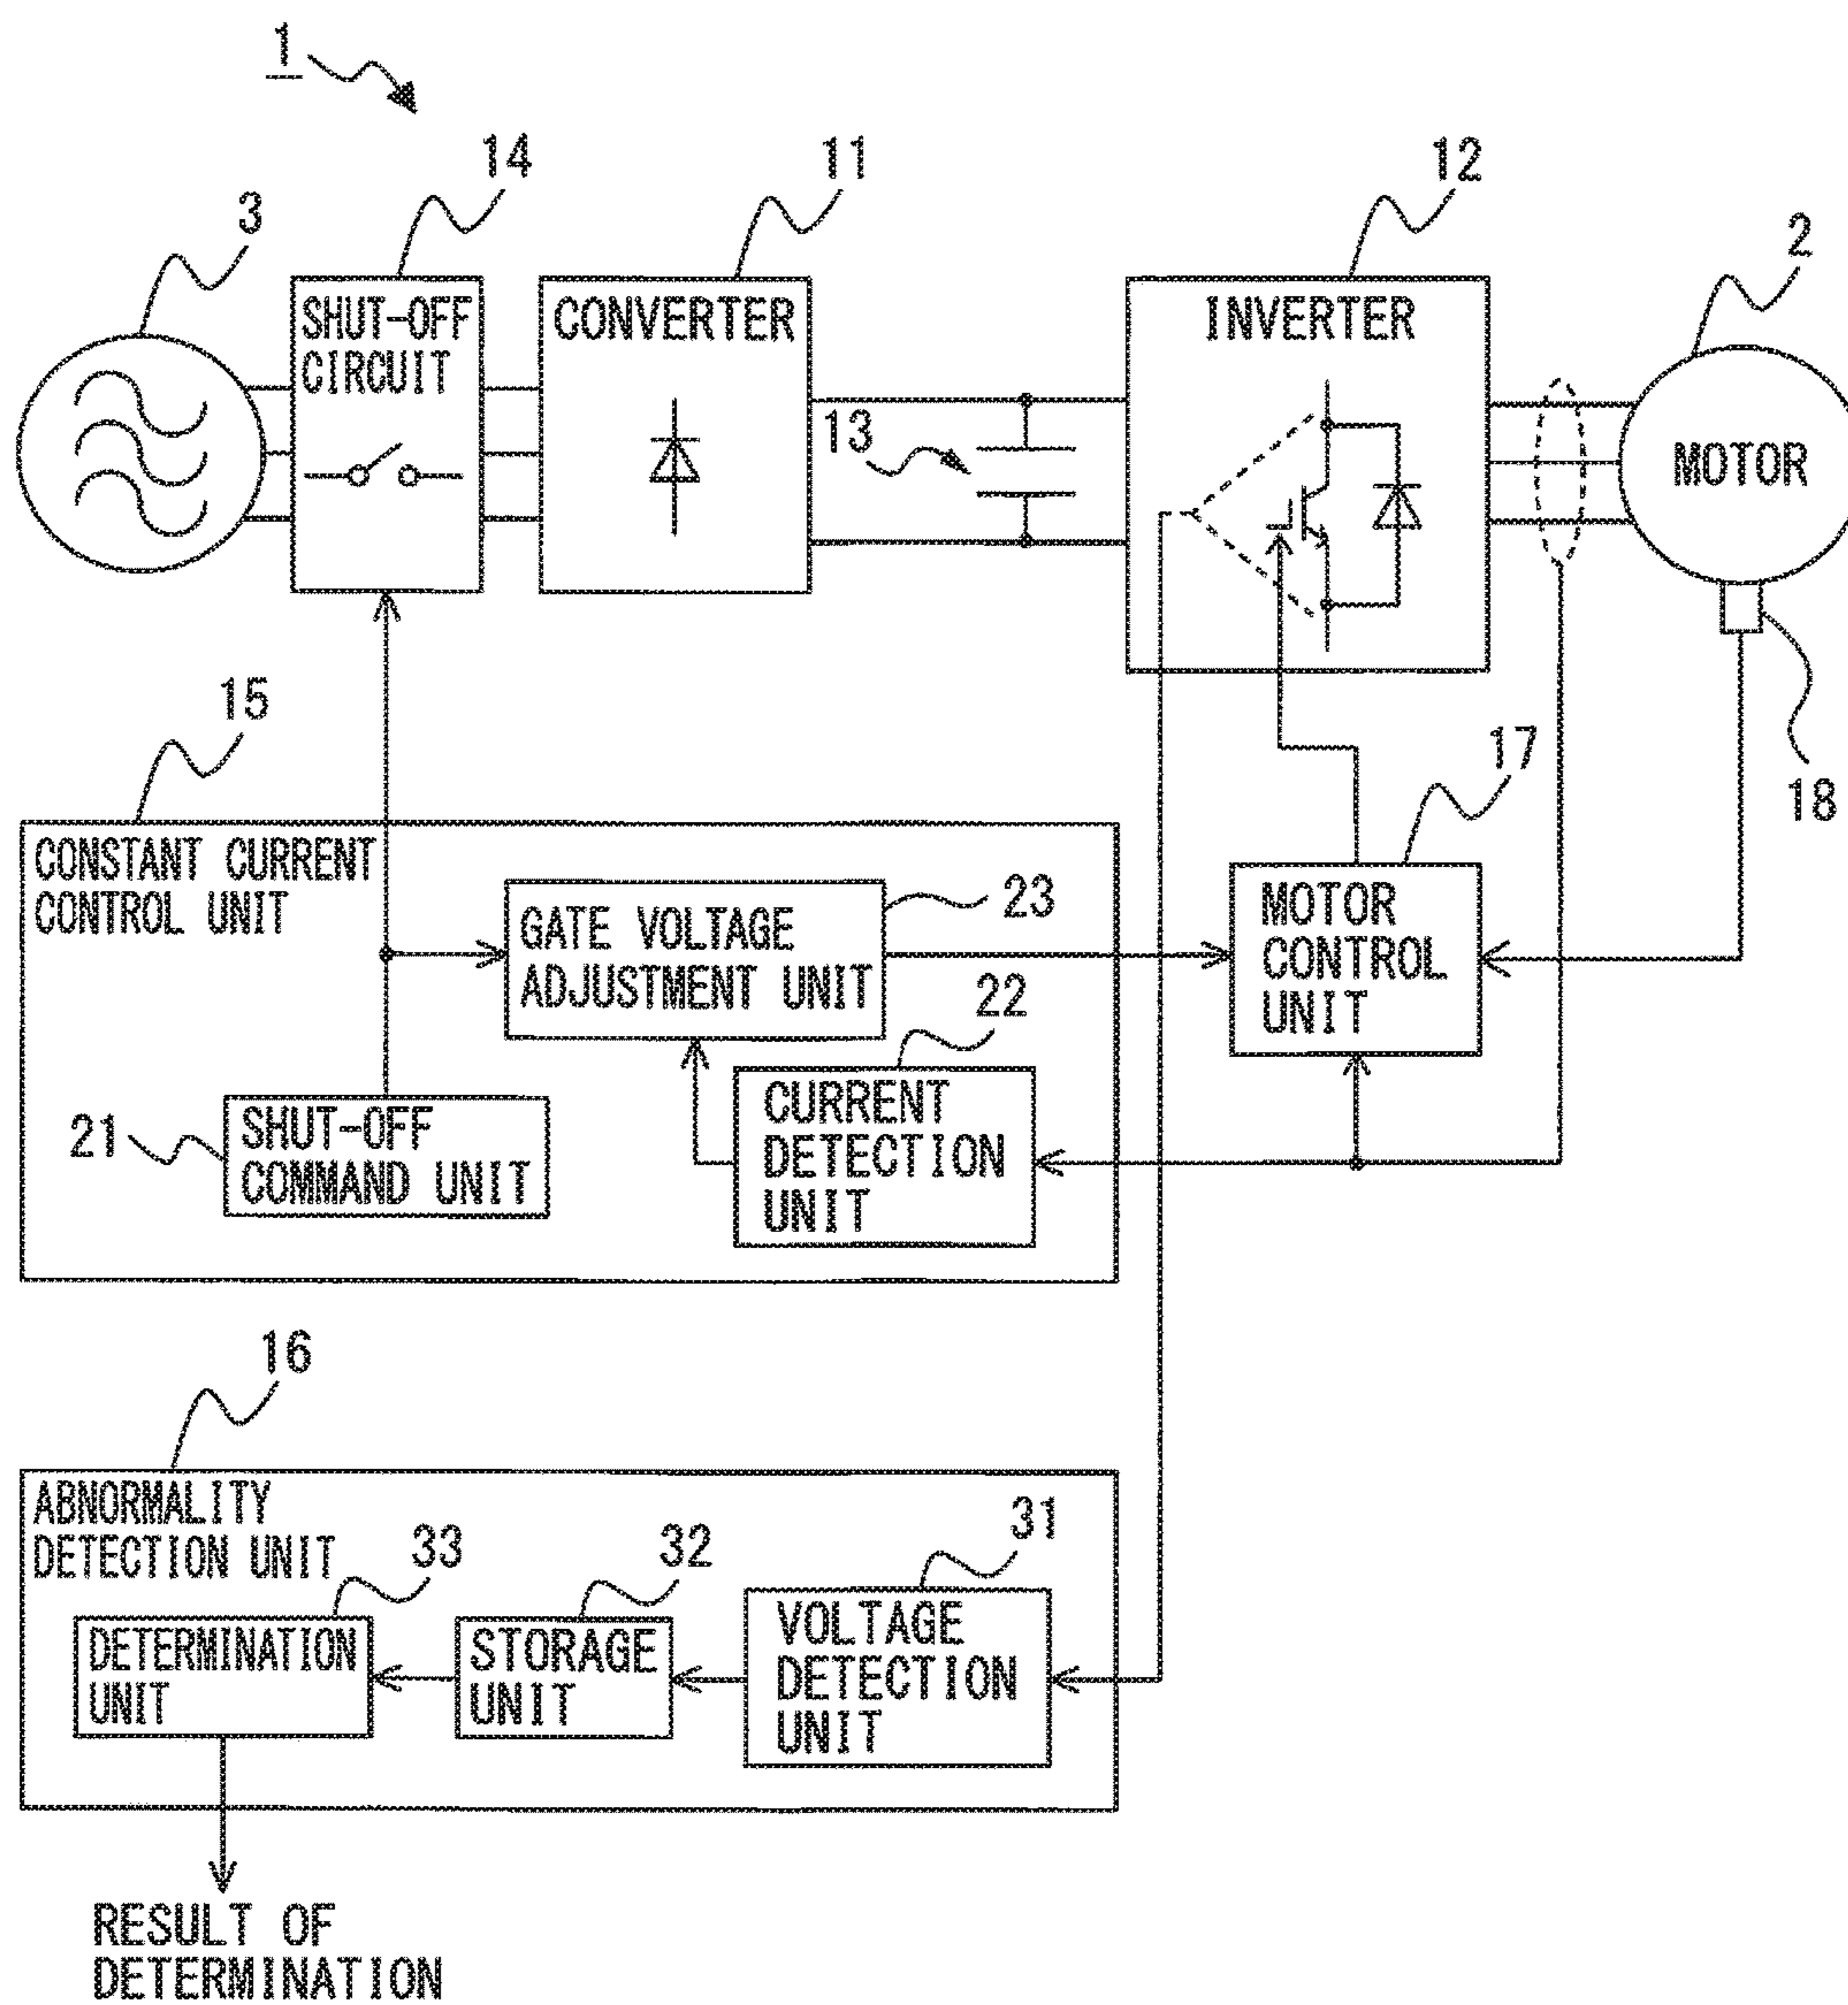 1
14
11
12
3
2
SHUT-OFF
CIRCUIT
CONVERTER
INVERTER
13
MOTOR
15
17
18
CONSTANT CURRENT
CONTROL UNIT
23
GATE VOLTAGE
ADJUSTMENT UNIT
MOTOR
CONTROL
UNIT
22
21
SHUT-OFF
COMMAND UNIT
CURRENT
DETECTION
UNIT
16
ABNORMALITY
DETECTION UNIT
33
32
31
DETERMINATION
UNIT
STORAGE
UNIT
VOLTAGE
DETECTION
UNIT
RESULT OF
DETERMINATION